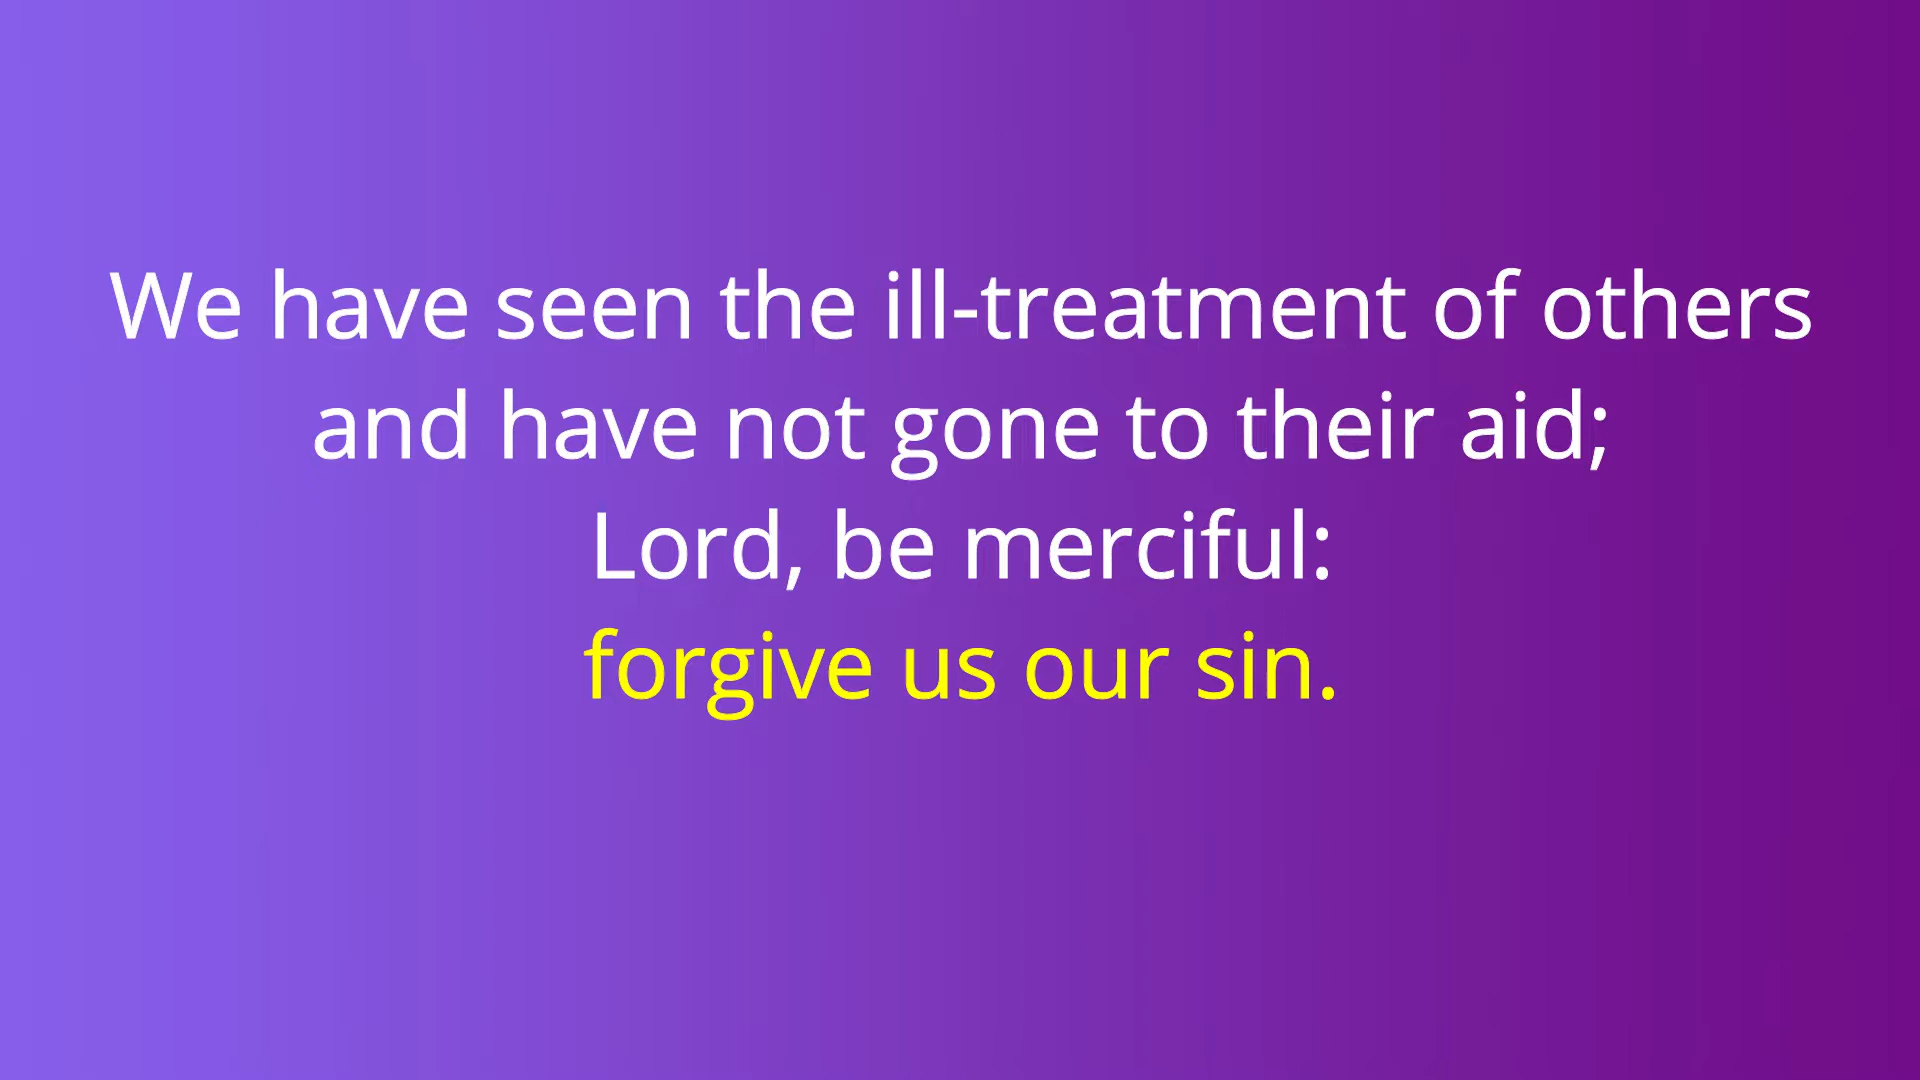 We have seen the ill-treatment of others
and have not gone to their aid;
Lord, be merciful:
forgive us our sin.